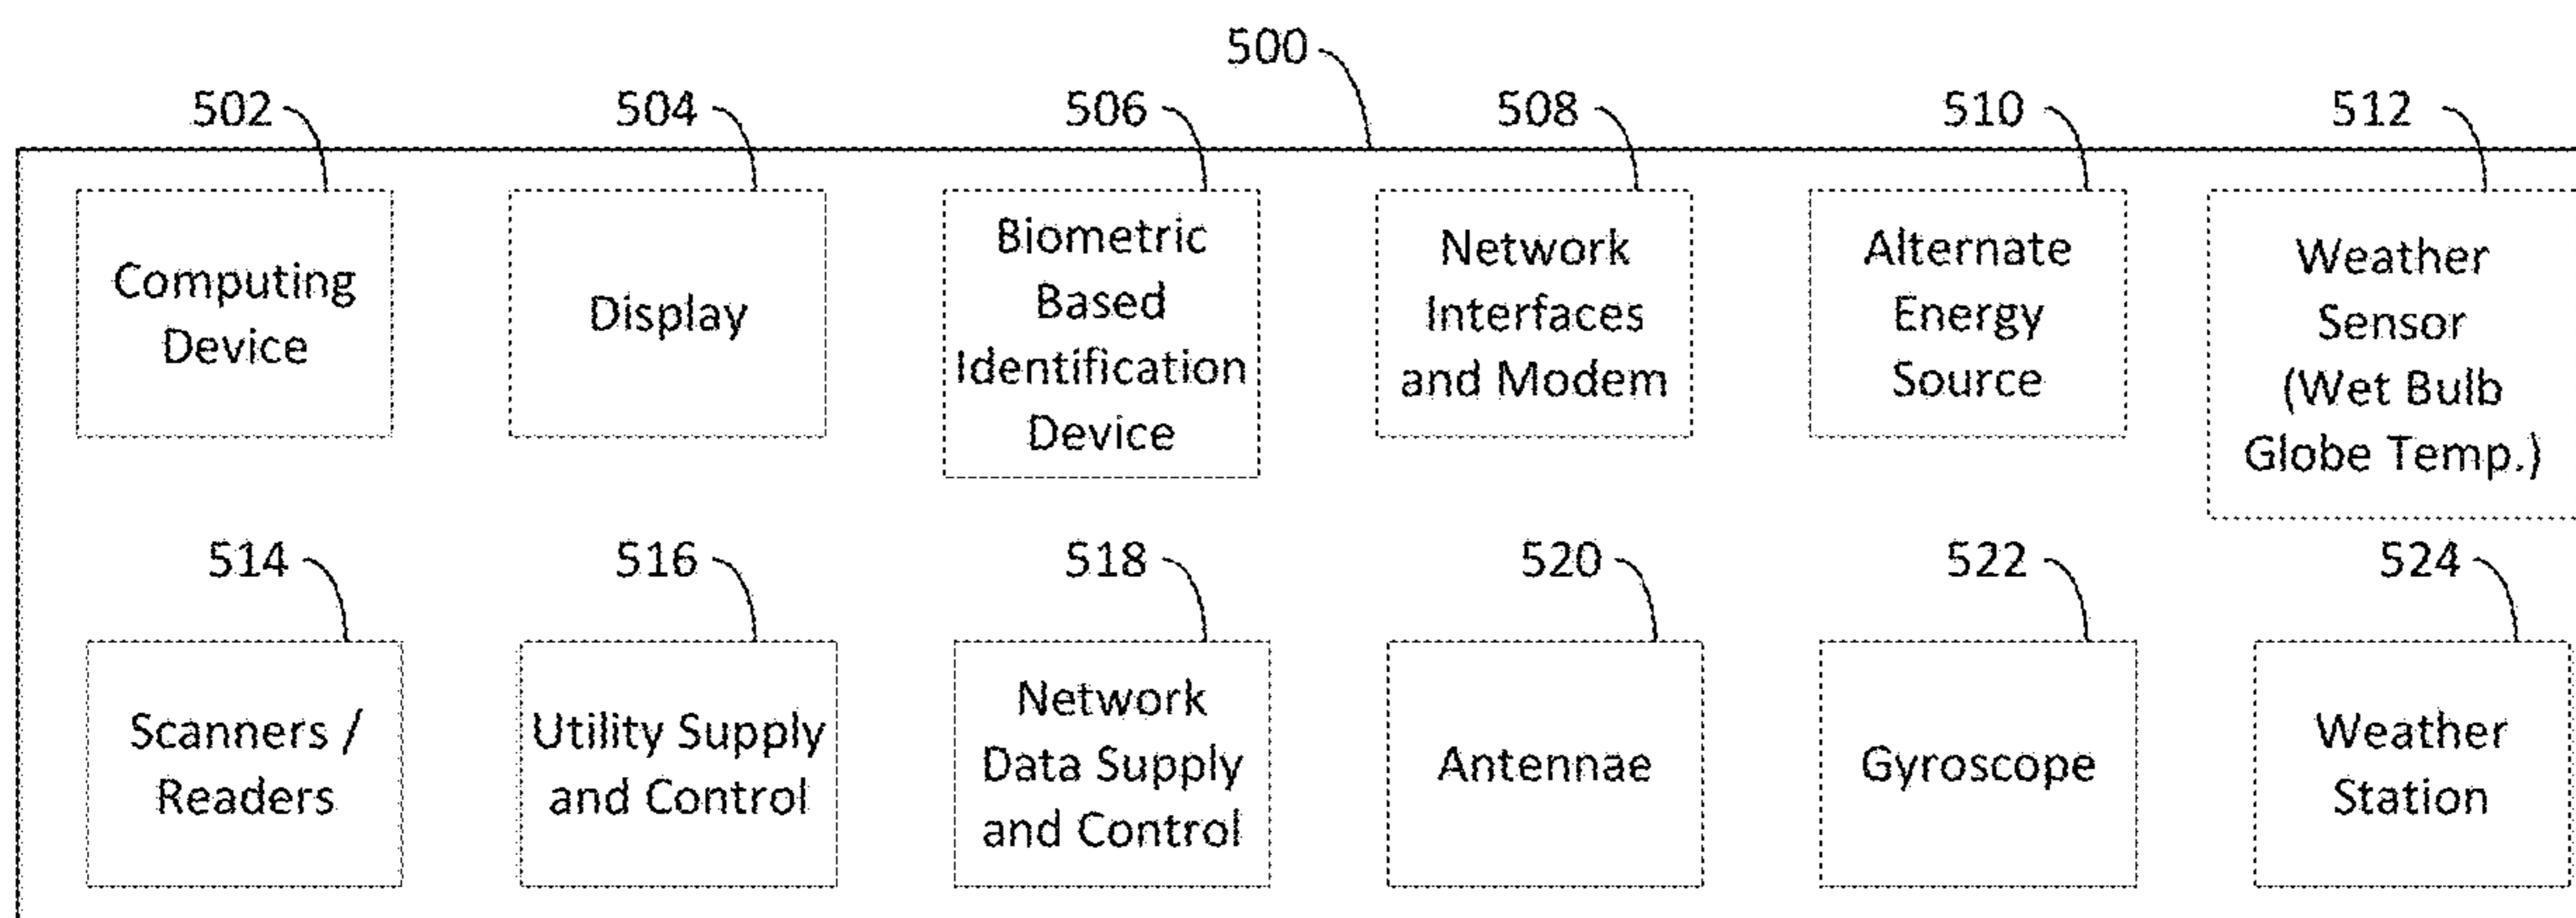 500
502
504
506
508
510
512
Computing
Device
Display
Biometric
Based
Identification
Device
Network
Interfaces
and Modem
Alternate
Energy
Source
Weather
Sensor
(Wet Bulb
Globe Temp.)
514
516
518
520
522
524
Scanners /
Readers
Utility Supply
and Control
Network
Data Supply
and Control
Antennae
Gyroscope
Weather
Station